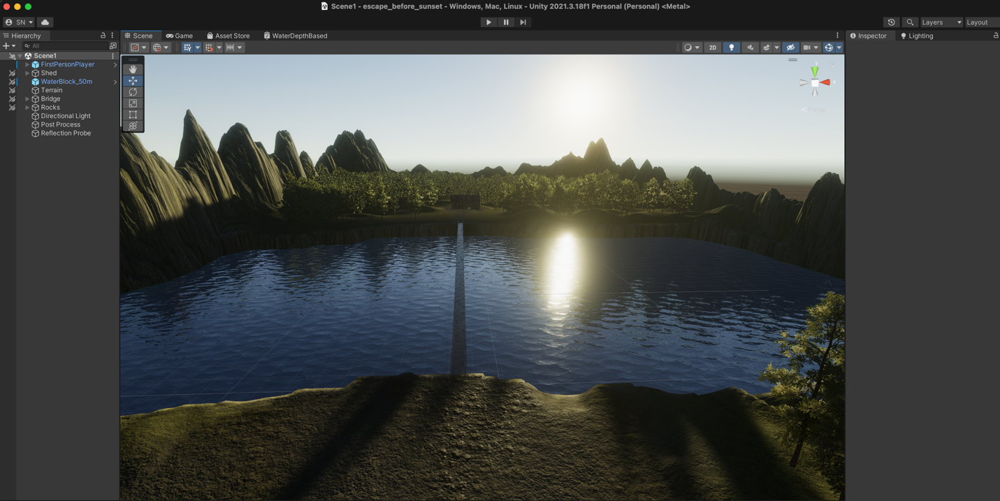 Scene1 - escape_before_sunset - Windows, Mac, Linux - Unity 2021.3.18f1 Personal (Personal) <Metal>
SN
Layers
Layout
Hierarchy
Scene
Game
Asset Store
WaterDepthBased
Inspector
Lighting
All
2D
Scene1
FirstPersonPlayer
Shed
WaterBlock_50m
Terrain
Bridge
Rocks
Directional Light
Post Process
Reflection Probe
Y
x
Persp